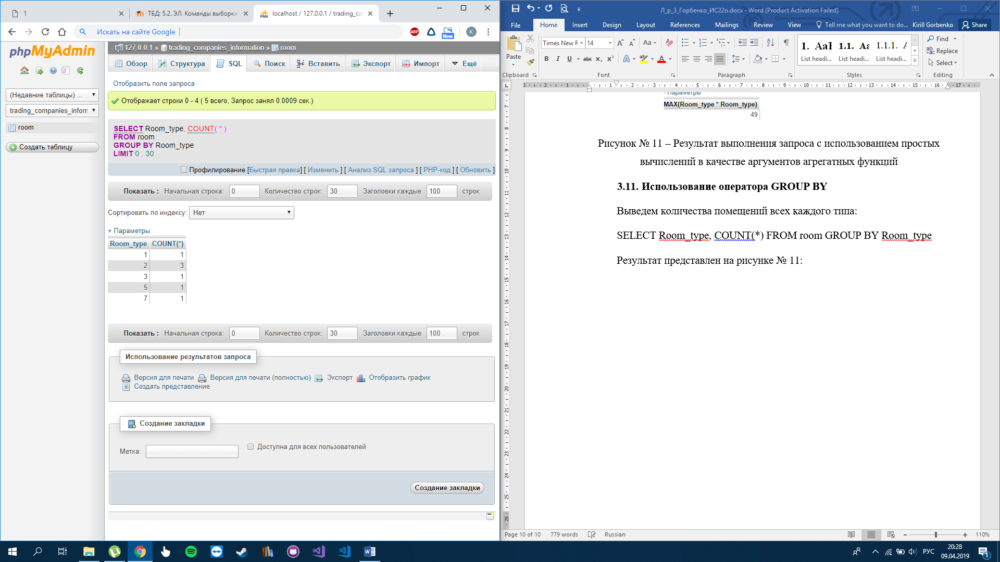 1
ТБД: 5.2. ЭЛ. Команды выборки
localhost / 127.0.0.1 / trading_co
Искать на сайте Google
ABP
New
K
phpMyAdmin
(Недавние таблицы) ...
trading_companies_inforr
room
Создать таблицу
127.0.0.1 » trading_companies_information » room
Обзор
Структура
SQL
Поиск
Вставить
Экспорт
Импорт
Ещё
Отобразить поле запроса
Отображает строки 0 - 4 ( 5 всего, Запрос занял 0.0009 сек.)
SELECT Room_type, COUNT( * )
FROM room
GROUP BY Room_type
LIMIT 0 , 30
Профилирование [Быстрая правка] [ Изменить ] [ Анализ SQL запроса ] [ PHP-код ] [ Обновить ]
Показать : Начальная строка: 0 Количество строк: 30 Заголовки каждые 100 строк
Сортировать по индексу: Нет
+ Параметры
Room_type COUNT(*)
1 1
2 3
3 1
5 1
7 1
Показать : Начальная строка: 0 Количество строк: 30 Заголовки каждые 100 строк
Использование результатов запроса
Версия для печати Версия для печати (полностью) Экспорт Отобразить график
Создать представление
Создание закладки
Метка:
Доступна для всех пользователей
Создание закладки
Л_р_3_Горбенко_ИС22о.docx - Word (Product Activation Failed)
File Home Insert Design Layout References Mailings Review View Tell me what you want to do... Kirill Gorbenko Share
Paste
Clipboard
Times New F 14
Font
Paragraph
1. AaI 1.1. Aa 1.1.1. A
List headi... List headi... List headi...
Styles
Find
Replace
Select
Editing
Параметры
MAX(Room_type * Room_type)
49
Рисунок № 11 – Результат выполнения запроса с использованием простых
вычислений в качестве аргументов агрегатных функций
3.11. Использование оператора GROUP BY
Выведем количества помещений всех каждого типа:
SELECT Room_type, COUNT(*) FROM room GROUP BY Room_type
Результат представлен на рисунке № 11:
Page 10 of 10 779 words Russian
110%
РУС
20:28
09.04.2019
1